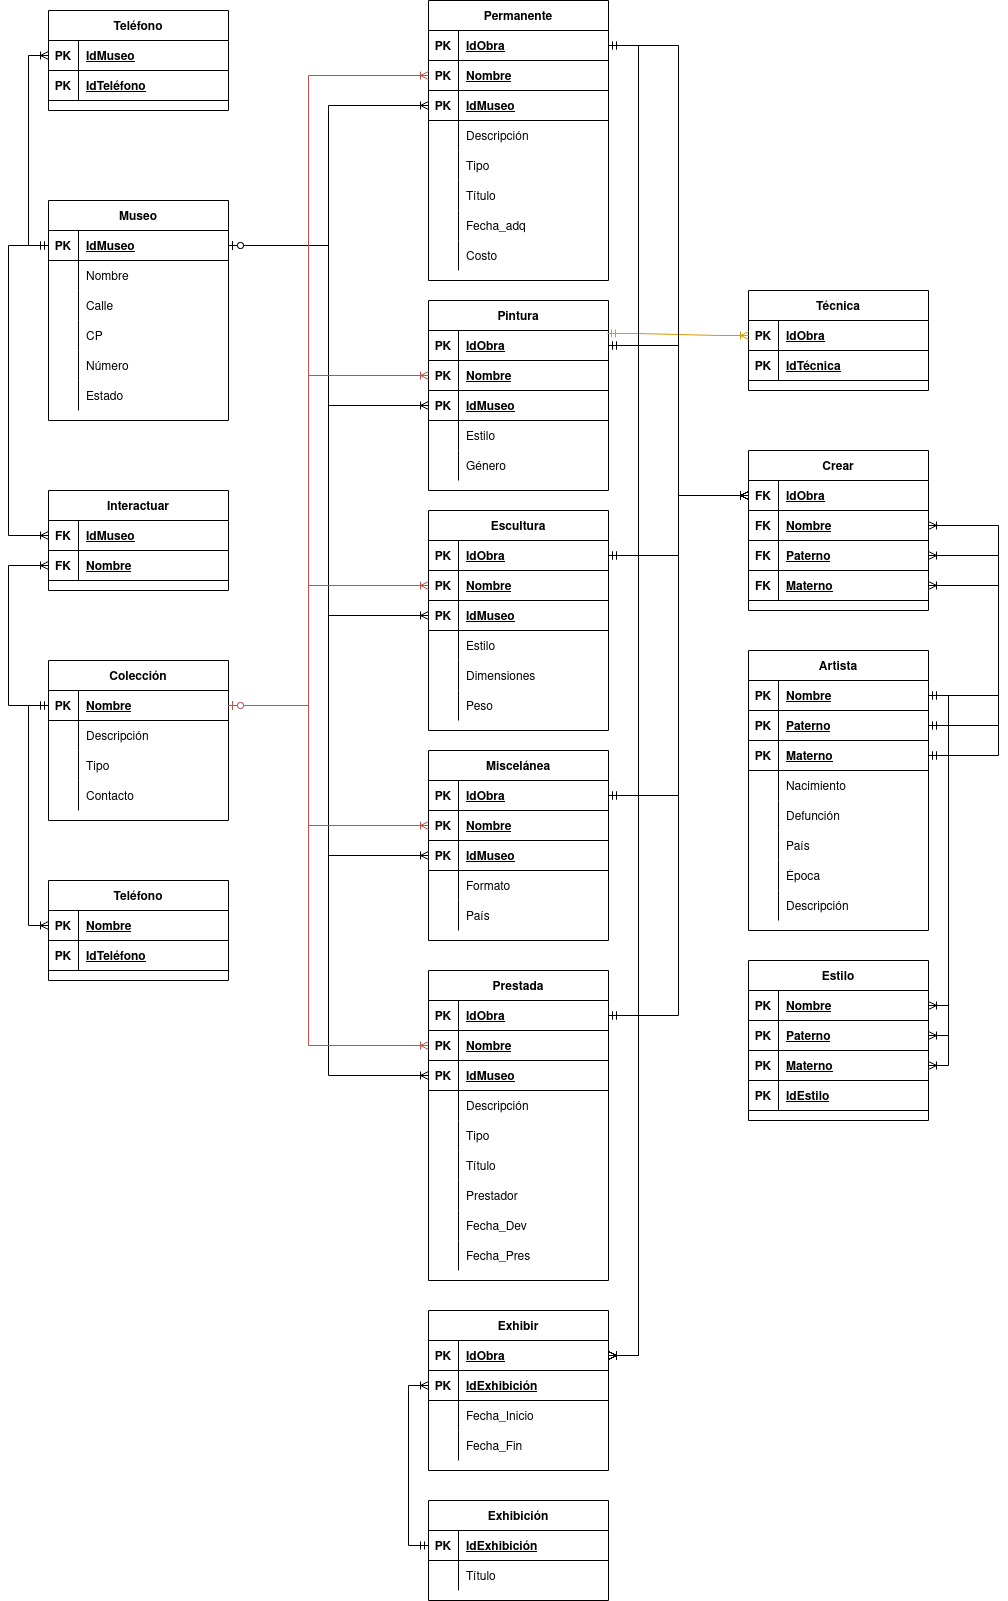 Teléfono
PK IdMuseo
PK IdTeléfono
Museo
PK IdMuseo
Nombre
Calle
CP
Número
Estado
Interactuar
FK IdMuseo
FK Nombre
Colección
PK Nombre
Descripción
Tipo
Contacto
Teléfono
PK Nombre
PK IdTeléfono
Permanente
PK IdObra
PK Nombre
PK IdMuseo
Descripción
Tipo
Título
Fecha_adq
Costo
Pintura
PK IdObra
PK Nombre
PK IdMuseo
Estilo
Género
Escultura
PK IdObra
PK Nombre
PK IdMuseo
Estilo
Dimensiones
Peso
Miscelánea
PK IdObra
PK Nombre
PK IdMuseo
Formato
País
Prestada
PK IdObra
PK Nombre
PK IdMuseo
Descripción
Tipo
Título
Prestador
Fecha_Dev
Fecha_Pres
Exhibir
PK IdObra
PK IdExhibición
Fecha_Inicio
Fecha_Fin
Exhibición
PK IdExhibición
Título
Técnica
PK IdObra
PK IdTécnica
Crear
FK IdObra
FK Nombre
FK Paterno
FK Materno
Artista
PK Nombre
PK Paterno
PK Materno
Nacimiento
Defunción
País
Época
Descripción
Estilo
PK Nombre
PK Paterno
PK Materno
PK IdEstilo